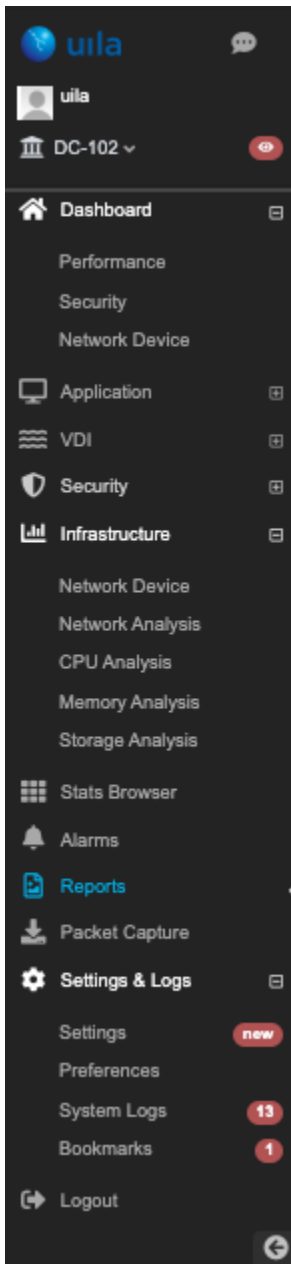 uila
uila
DC-102
Dashboard
Performance
Security
Network Device
Application
VDI
Security
Infrastructure
Network Device
Network Analysis
CPU Analysis
Memory Analysis
Storage Analysis
Stats Browser
Alarms
Reports
Packet Capture
Settings & Logs
Settings new
Preferences
System Logs 13
Bookmarks 1
Logout